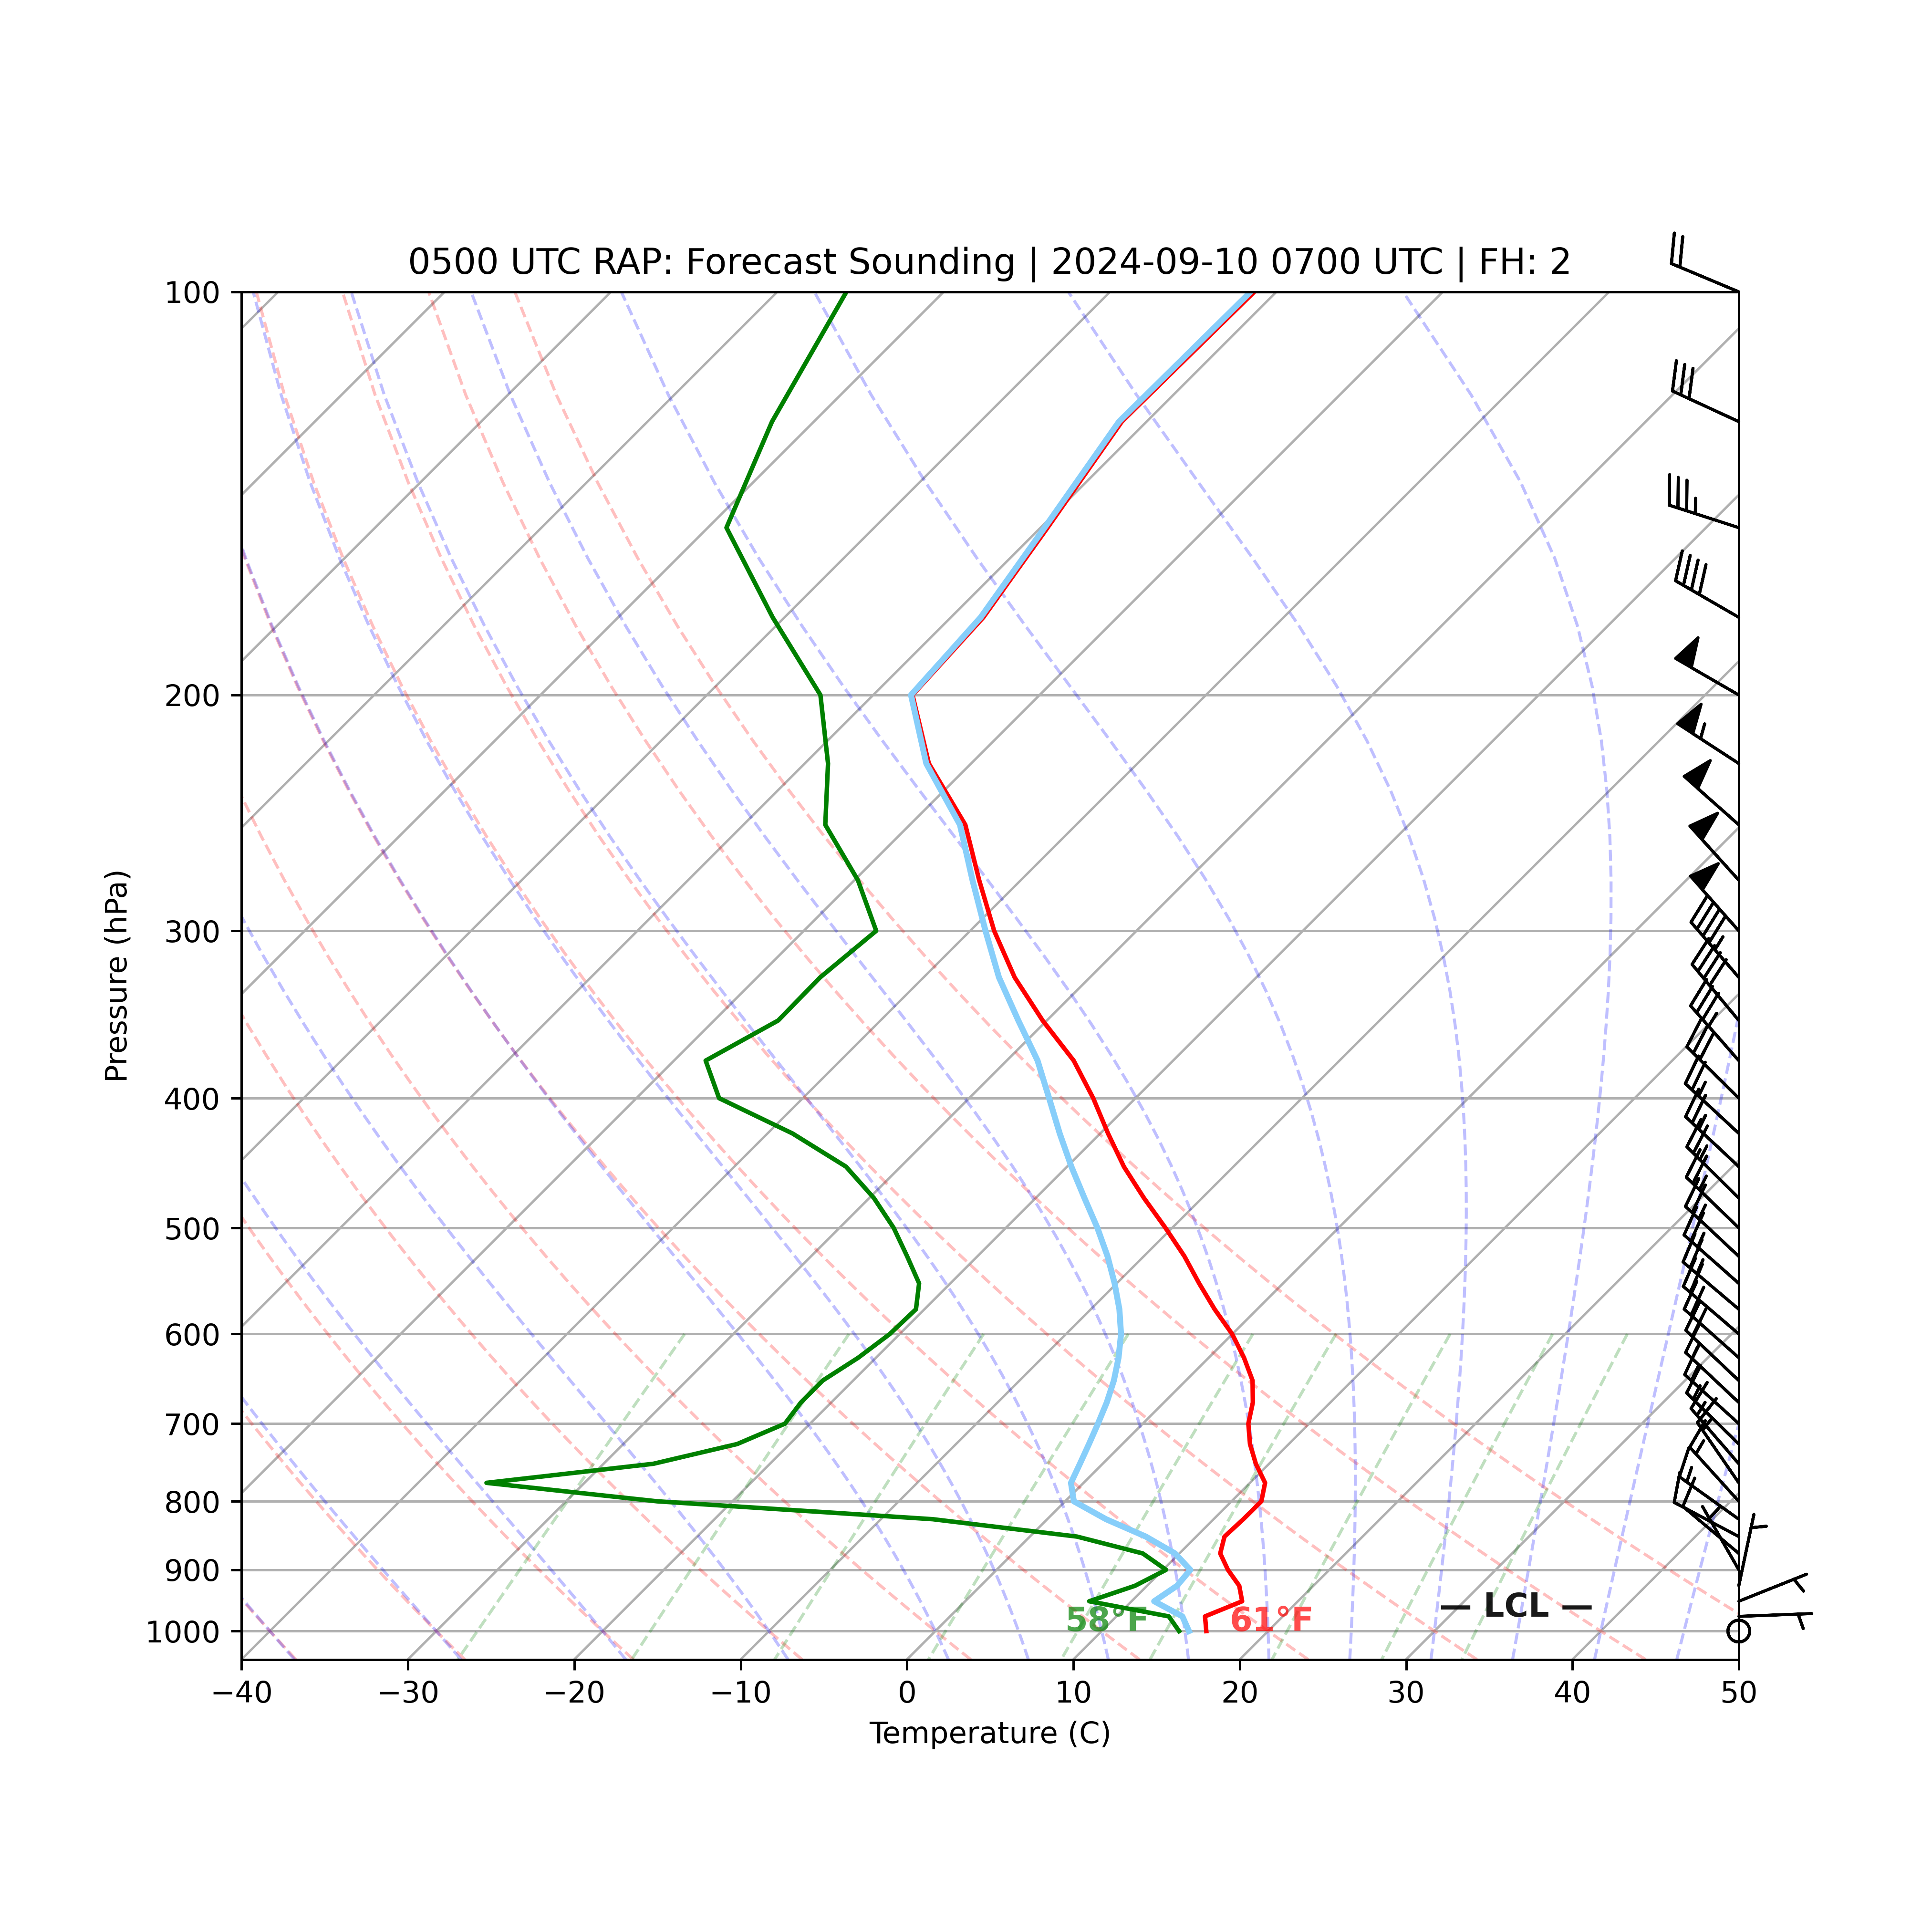 0500 UTC RAP: Forecast Sounding | 2024-09-10 0700 UTC | FH: 2
100
200
300
400
500
600
700
800
900
1000
Pressure (hPa)
58°F
61°F
— LCL —
−40 −30 −20 −10 0 10 20 30 40 50
Temperature (C)